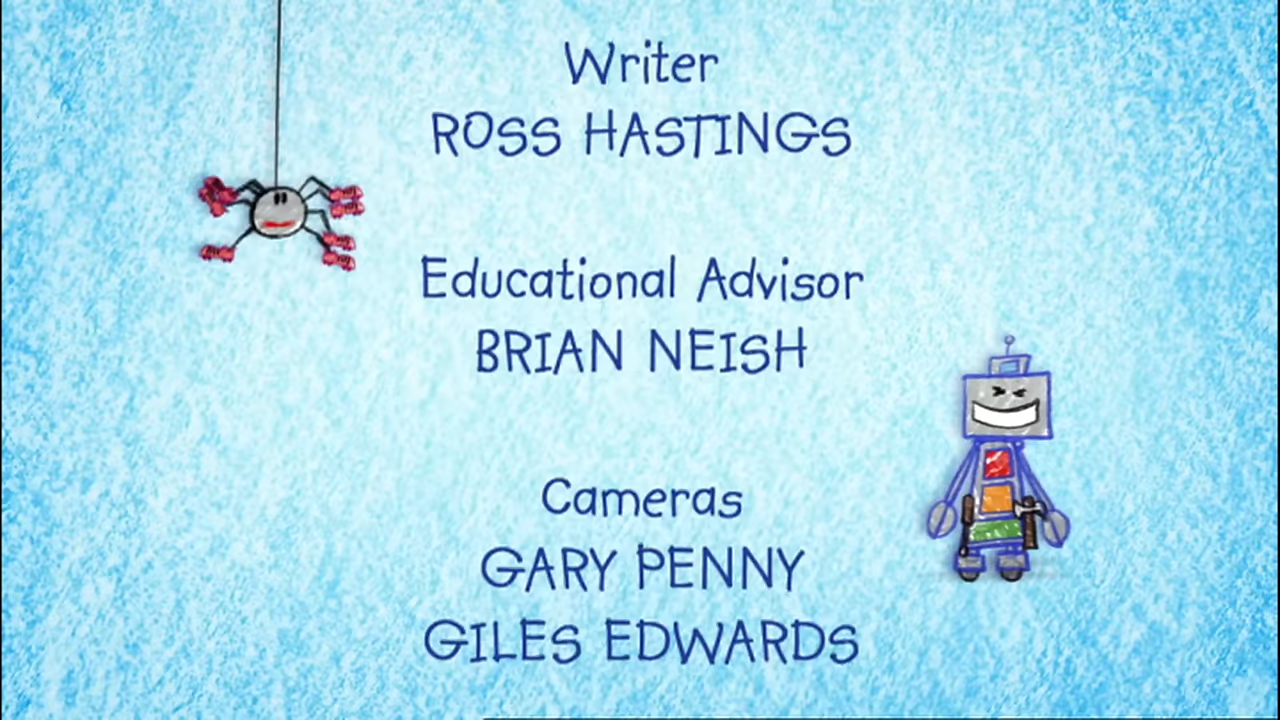 Writer
ROSS HASTINGS
Educational Advisor
BRIAN NEISH
Cameras
GARY PENNY
GILES EDWARDS